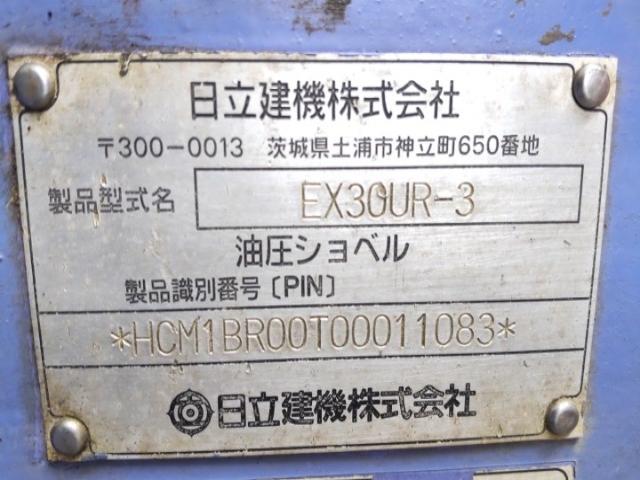 日立建機株式会社
〒300-0013 茨城県土浦市神立町650番地
製品型式名 EX30UR-3
油圧ショベル
製品識別番号〔PIN〕
*HCM1BR00T00011083*
日立建機株式会社